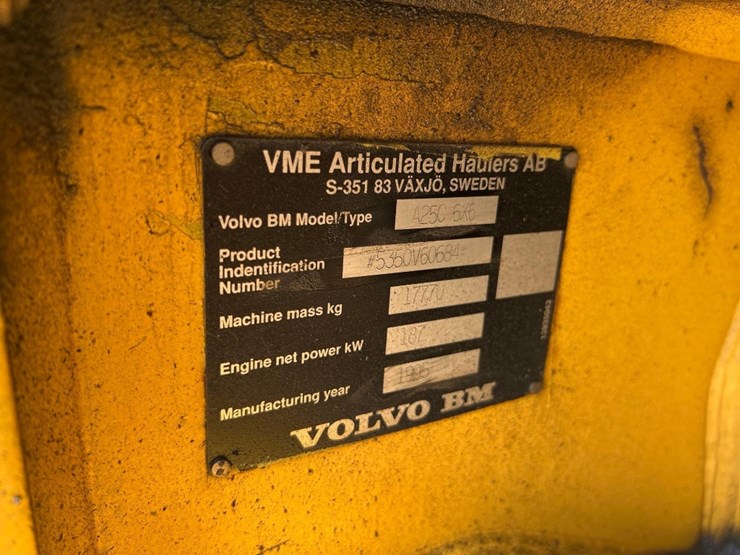 VME Articulated Haulers AB
S-351 83 VÄXJÖ, SWEDEN
Volvo BM Model/Type A25C 6X6
Product
Indentification
Number #5350V60684
Machine mass kg
Engine net power kW
Manufacturing year
VOLVO BM